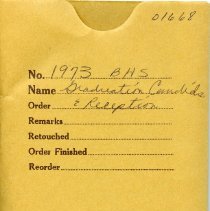 01668
No. 1973 BHS
Name Graduation Candids
Order & Reception
Remarks
Retouched
Order Finished
Reorder